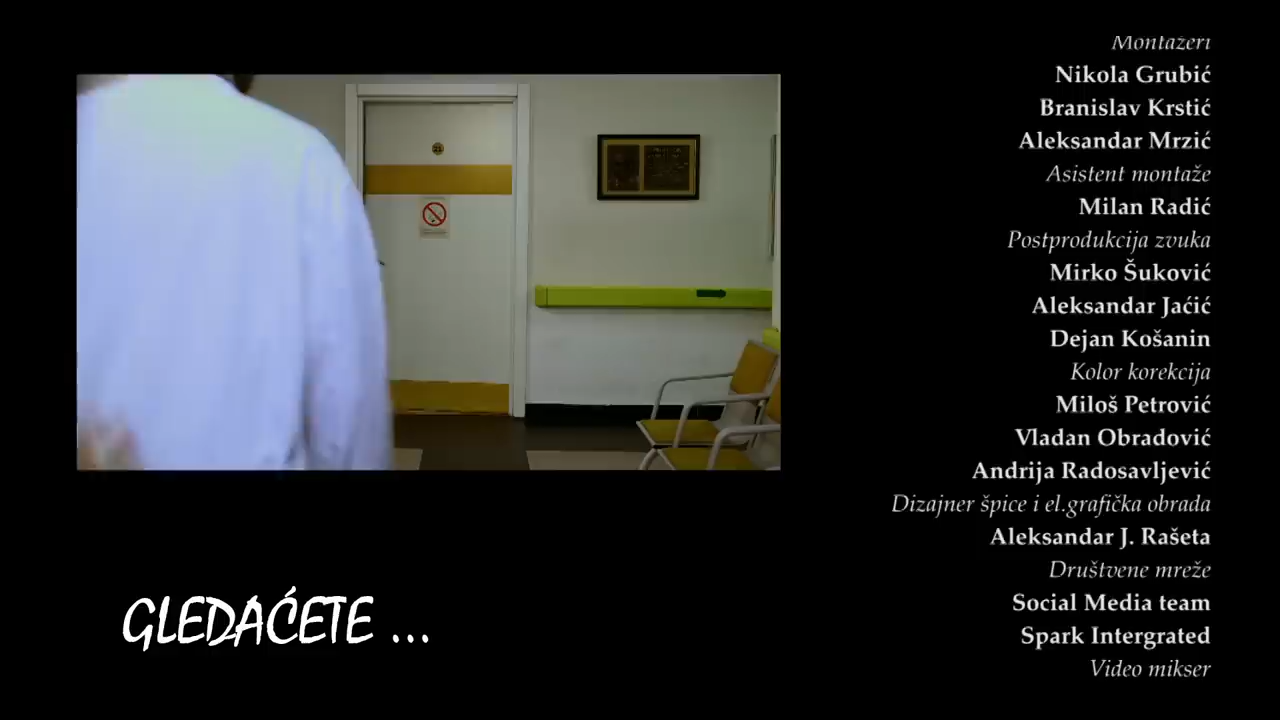 Montažeri
Nikola Grubić
Branislav Krstić
Aleksandar Mrzić
Asistent montaže
Milan Radić
Postprodukcija zvuka
Mirko Šuković
Aleksandar Jaćić
Dejan Košanin
Kolor korekcija
Miloš Petrović
Vladan Obradović
Andrija Radosavljević
Dizajner špice i el.grafička obrada
Aleksandar J. Rašeta
Društvene mreže
Social Media team
Spark Intergrated
Video mikser
GLEDAĆETE ...